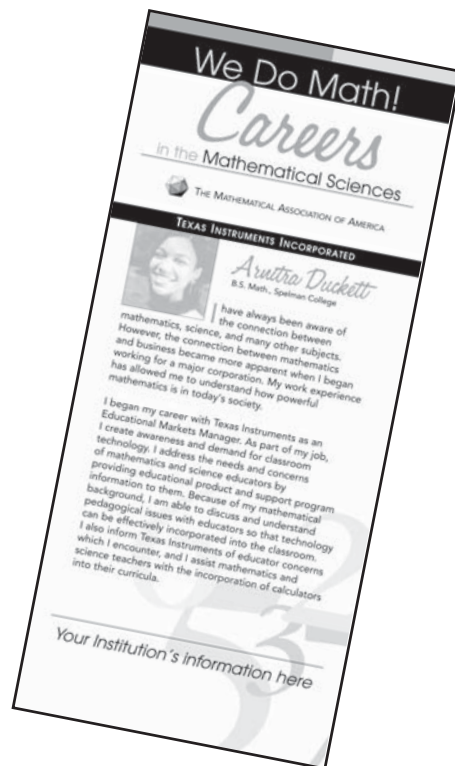 We Do Math!
Careers
in the Mathematical Sciences
THE MATHEMATICAL ASSOCIATION OF AMERICA
TEXAS INSTRUMENTS INCORPORATED
Arnitra Duckett
B.S. Math., Spelman College
I have always been aware of
the connection between
mathematics, science, and many other subjects.
However, the connection between mathematics
and business became more apparent when I began
working for a major corporation. My work experience
has allowed me to understand how powerful
mathematics is in today's society.
I began my career with Texas Instruments as an
Educational Markets Manager. As part of my job,
I create awareness and demand for classroom
technology. I address the needs and concerns
of mathematics and science educators by
providing educational product and support program
information to them. Because of my mathematical
background, I am able to discuss and understand
pedagogical issues with educators so that technology
can be effectively incorporated into the classroom.
I also inform Texas Instruments of educator concerns
which I encounter, and I assist mathematics and
science teachers with the incorporation of calculators
into their curricula.
Your Institution's information here